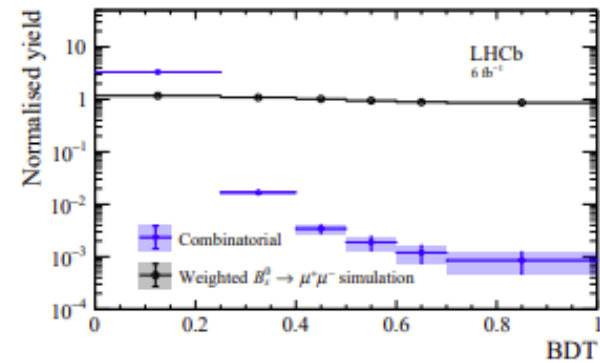 Normalised yield
10
1
10⁻¹
10⁻²
10⁻³
10⁻⁴
LHCb
6 fb⁻¹
Combinatorial
Weighted B⁰ₛ → μ⁺μ⁻ simulation
0 0.2 0.4 0.6 0.8 1
BDT